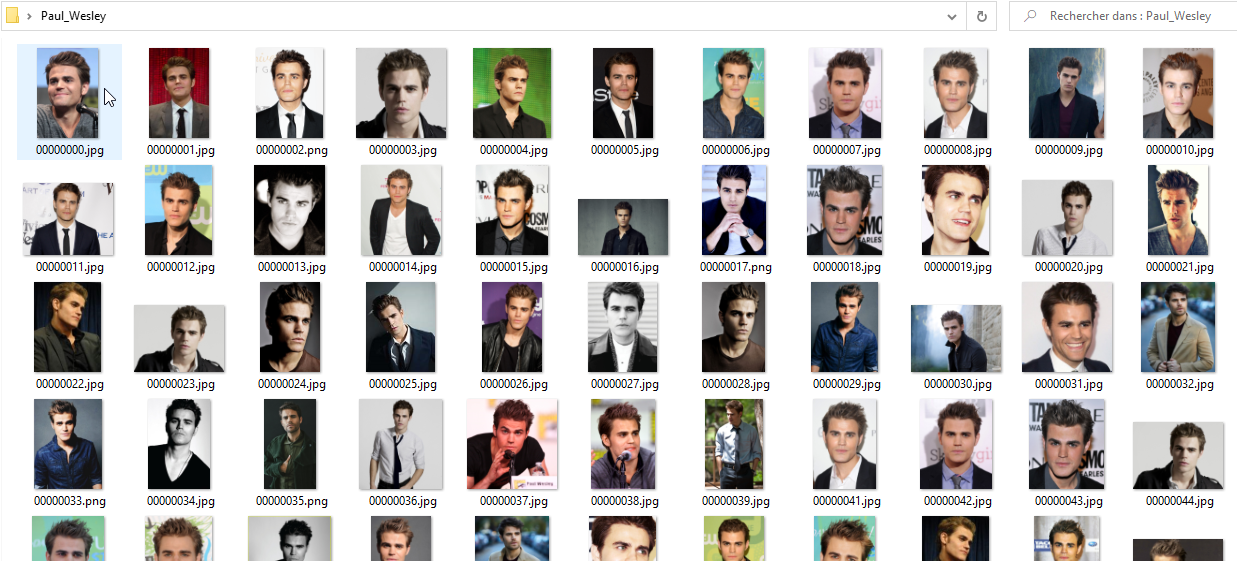 Paul_Wesley
Rechercher dans : Paul_Wesley
00000000.jpg 00000001.jpg 00000002.png 00000003.jpg 00000004.jpg 00000005.jpg 00000006.jpg 00000007.jpg 00000008.jpg 00000009.jpg 00000010.jpg
00000011.jpg 00000012.jpg 00000013.jpg 00000014.jpg 00000015.jpg 00000016.jpg 00000017.png 00000018.jpg 00000019.jpg 00000020.jpg 00000021.jpg
00000022.jpg 00000023.jpg 00000024.jpg 00000025.jpg 00000026.jpg 00000027.jpg 00000028.jpg 00000029.jpg 00000030.jpg 00000031.jpg 00000032.jpg
Paul Wesley
00000033.png 00000034.jpg 00000035.png 00000036.jpg 00000037.jpg 00000038.jpg 00000039.jpg 00000041.jpg 00000042.jpg 00000043.jpg 00000044.jpg